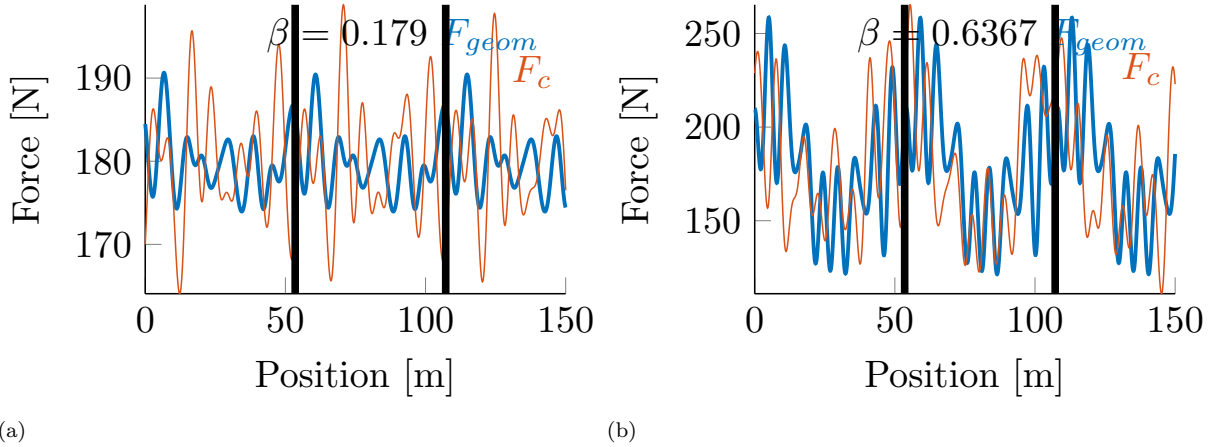 β = 0.179 F_geom
F_c
Force [N]
190
180
170
0 50 100 150
Position [m]
(a)
β = 0.6367 F_geom
F_c
Force [N]
250
200
150
0 50 100 150
Position [m]
(b)